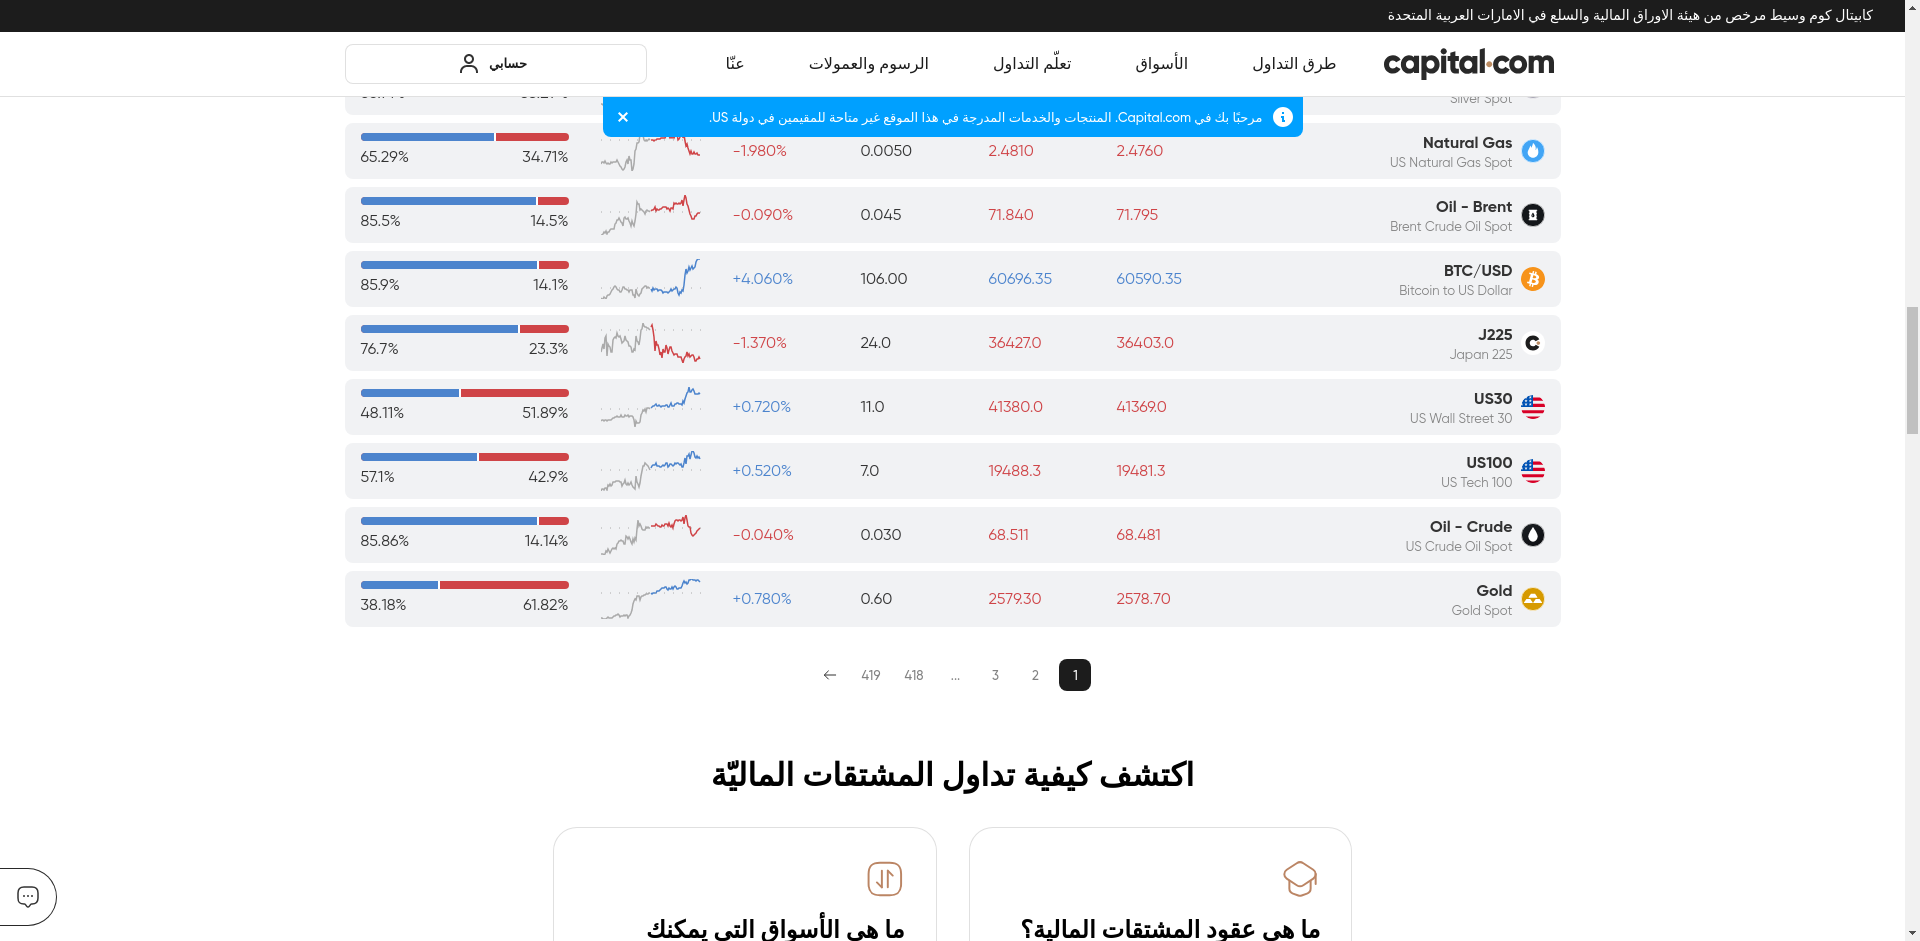 كابيتال كوم وسيط مرخص من هيئة الاوراق المالية والسلع في الامارات العربية المتحدة
capital.com
طرق التداول
الأسواق
تعلّم التداول
الرسوم والعمولات
عنّا
حسابي
Silver Spot
مرحبًا بك في Capital.com. المنتجات والخدمات المدرجة في هذا الموقع غير متاحة للمقيمين في دولة US.
Natural Gas
US Natural Gas Spot
2.4760
2.4810
0.0050
-1.980%
34.71%
65.29%
Oil - Brent
Brent Crude Oil Spot
71.795
71.840
0.045
-0.090%
14.5%
85.5%
BTC/USD
Bitcoin to US Dollar
60590.35
60696.35
106.00
+4.060%
14.1%
85.9%
J225
Japan 225
36403.0
36427.0
24.0
-1.370%
23.3%
76.7%
US30
US Wall Street 30
41369.0
41380.0
11.0
+0.720%
51.89%
48.11%
US100
US Tech 100
19481.3
19488.3
7.0
+0.520%
42.9%
57.1%
Oil - Crude
US Crude Oil Spot
68.481
68.511
0.030
-0.040%
14.14%
85.86%
Gold
Gold Spot
2578.70
2579.30
0.60
+0.780%
61.82%
38.18%
1
2
3
...
418
419
اكتشف كيفية تداول المشتقات الماليّة
ما هي عقود المشتقات المالية؟
ما هي الأسواق التي يمكنك